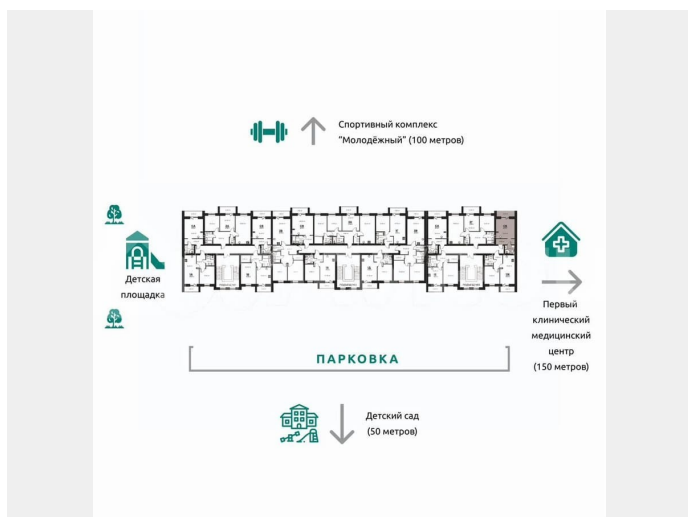 Спортивный комплекс
"Молодёжный" (100 метров)
Детская
площадка
Первый
клинический
медицинский
центр
(150 метров)
ПАРКОВКА
Детский сад
(50 метров)